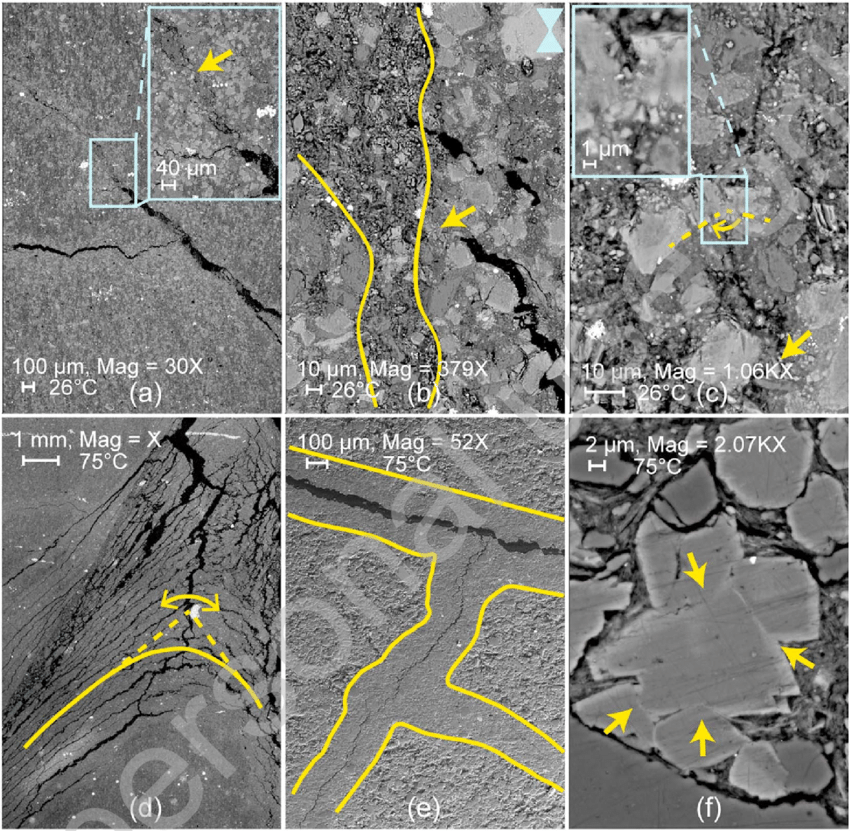 40 µm
100 µm, Mag = 30X
26°C
(a)
10 µm, Mag = 379X
26°C
(b)
1 µm
10 µm, Mag = 1.06KX
26°C
(c)
1 mm, Mag = X
75°C
(d)
100 µm, Mag = 52X
75°C
(e)
2 µm, Mag = 2.07KX
75°C
(f)